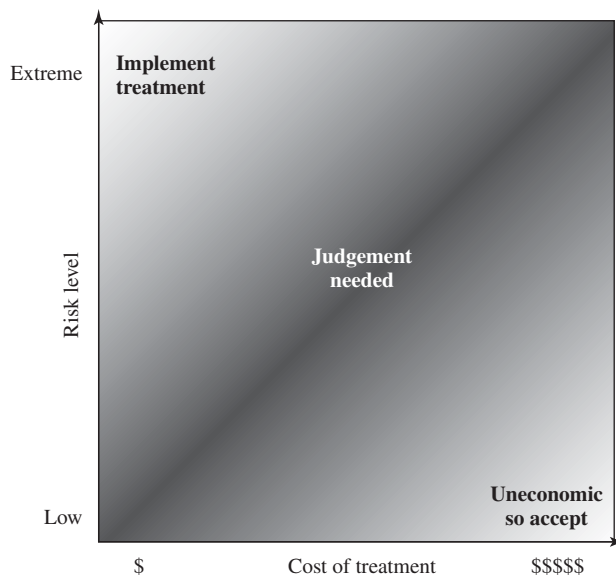 Extreme
Implement
treatment
Judgement
needed
Risk level
Uneconomic
so accept
Low
$
Cost of treatment
$$$$$